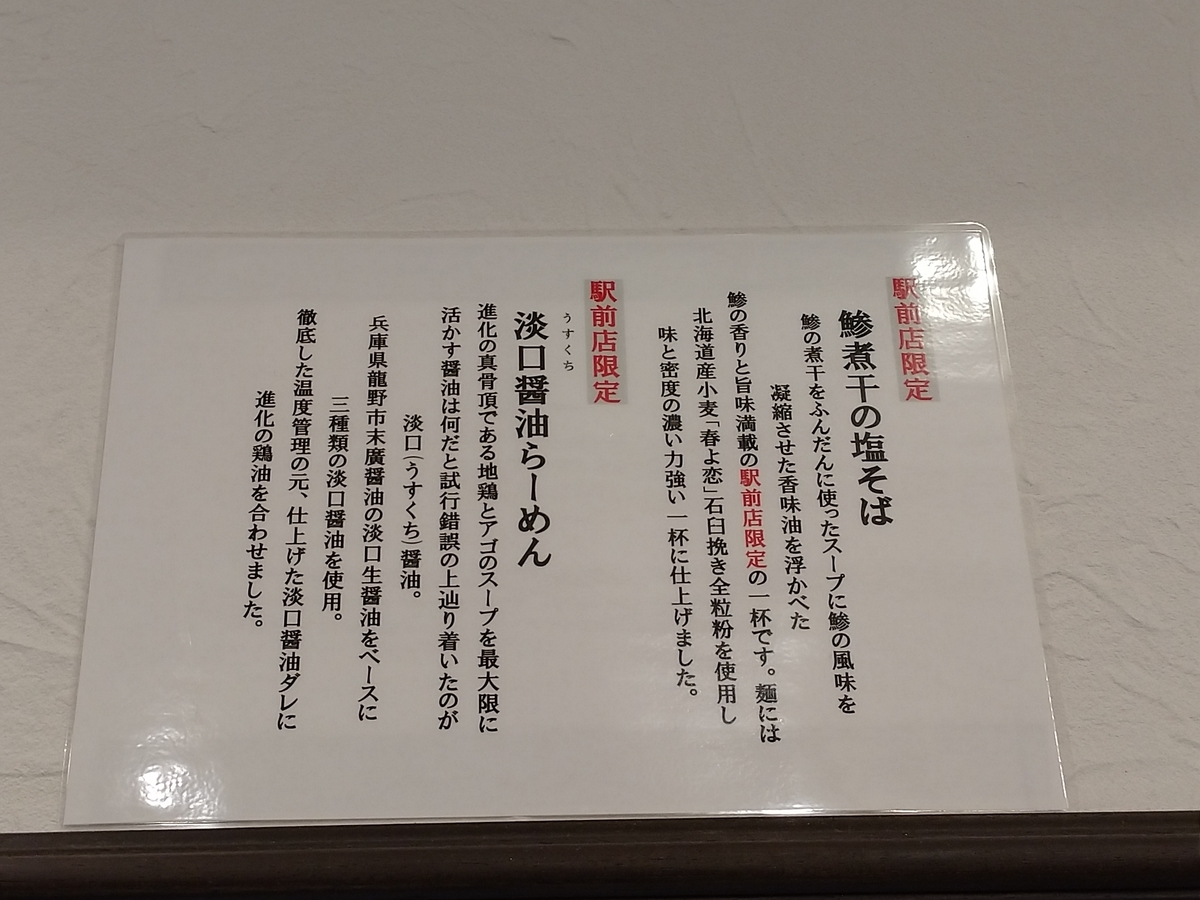 駅前店限定
鯵煮干の塩そば
鯵の煮干をふんだんに使ったスープに鯵の風味を
凝縮させた香味油を浮かべた
鯵の香りと旨味満載の駅前店限定の一杯です。麺には
北海道産小麦「春よ恋」石臼挽き全粒粉を使用し
味と密度の濃い力強い一杯に仕上げました。
駅前店限定
うすくち
淡口醤油らーめん
進化の真骨頂である地鶏とアゴのスープを最大限に
活かす醤油は何だと試行錯誤の上辿り着いたのが
淡口(うすくち)醤油。
兵庫県龍野市末廣醤油の淡口生醤油をベースに
三種類の淡口醤油を使用。
徹底した温度管理の元、仕上げた淡口醤油ダレに
進化の鶏油を合わせました。